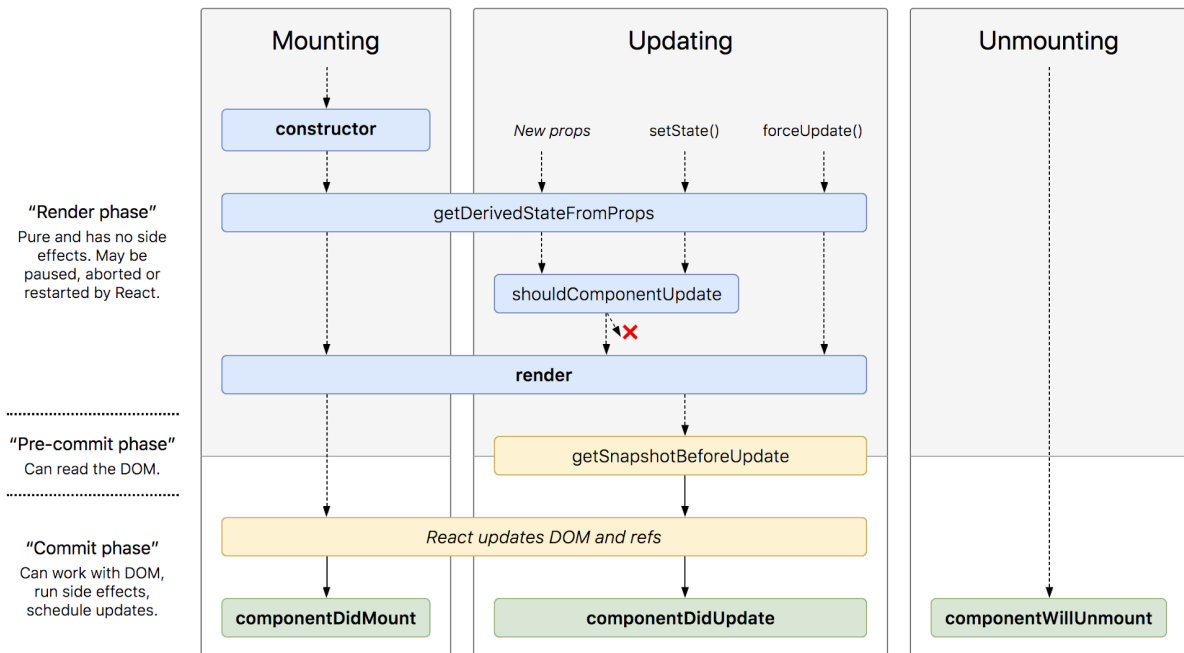 Mounting
Updating
Unmounting
constructor
New props
setState()
forceUpdate()
“Render phase”
Pure and has no side
effects. May be
paused, aborted or
restarted by React.
getDerivedStateFromProps
shouldComponentUpdate
render
“Pre-commit phase”
Can read the DOM.
getSnapshotBeforeUpdate
“Commit phase”
Can work with DOM,
run side effects,
schedule updates.
React updates DOM and refs
componentDidMount
componentDidUpdate
componentWillUnmount